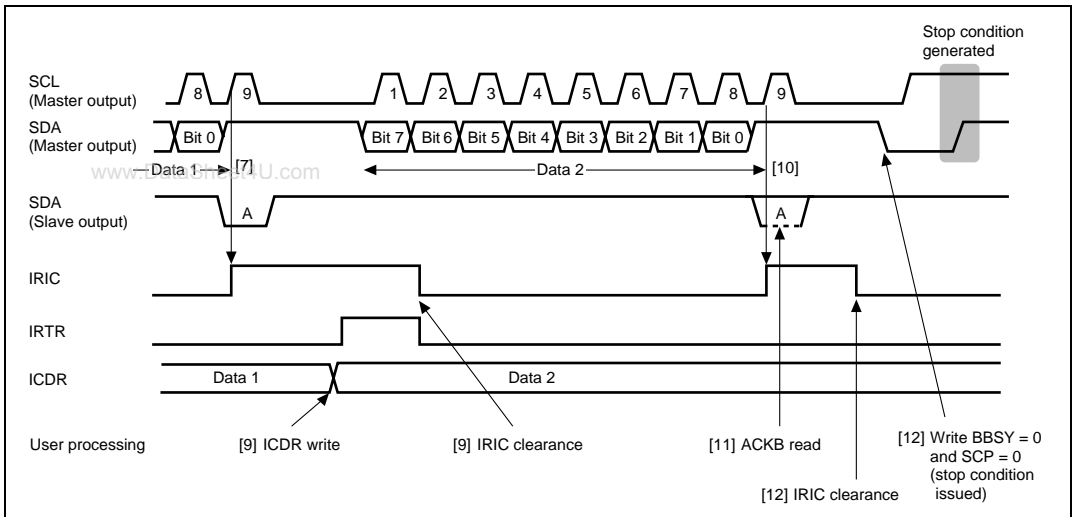 Stop condition
generated
SCL
(Master output)
8 9 1 2 3 4 5 6 7 8 9
SDA
(Master output)
Bit 0 Bit 7 Bit 6 Bit 5 Bit 4 Bit 3 Bit 2 Bit 1 Bit 0
www.DataSheet4U.com
Data 1 [7] Data 2 [10]
SDA
(Slave output)
A A
IRIC
IRTR
ICDR Data 1 Data 2
User processing [9] ICDR write [9] IRIC clearance [11] ACKB read
[12] Write BBSY = 0
and SCP = 0
(stop condition
issued)
[12] IRIC clearance